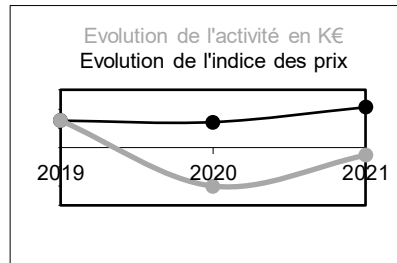 Evolution de l'activité en K€
Evolution de l'indice des prix
2019 2020 2021